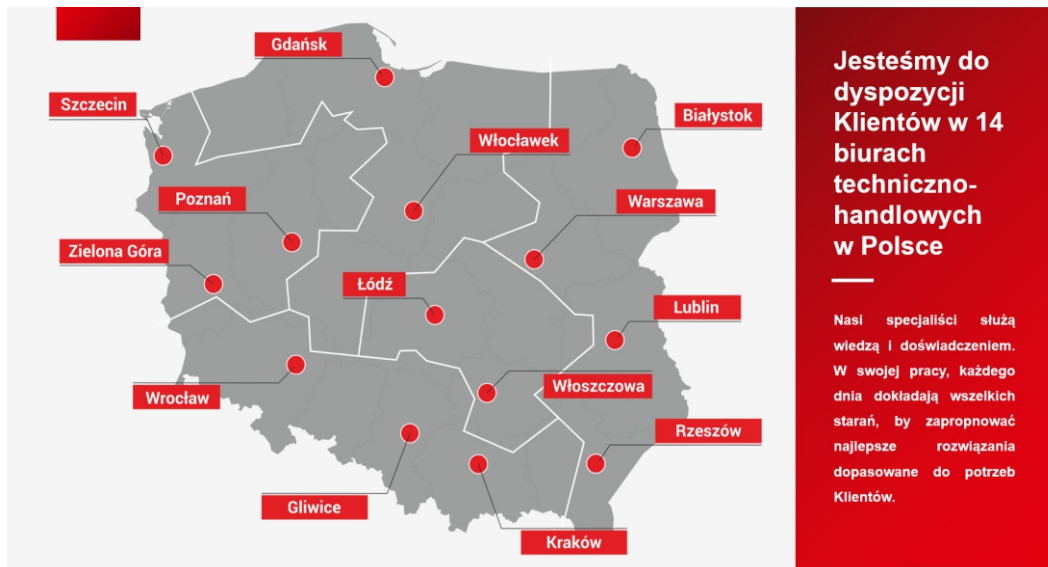 Gdańsk
Szczecin
Białystok
Włocławek
Poznań
Warszawa
Zielona Góra
Łódź
Lublin
Włoszczowa
Wrocław
Rzeszów
Gliwice
Kraków
Jesteśmy do
dyspozycji
Klientów w 14
biurach
techniczno-
handlowych
w Polsce
Nasi specjaliści służą
wiedzą i doświadczeniem.
W swojej pracy, każdego
dnia dokładają wszelkich
starań, by zapropnować
najlepsze rozwiązania
dopasowane do potrzeb
Klientów.